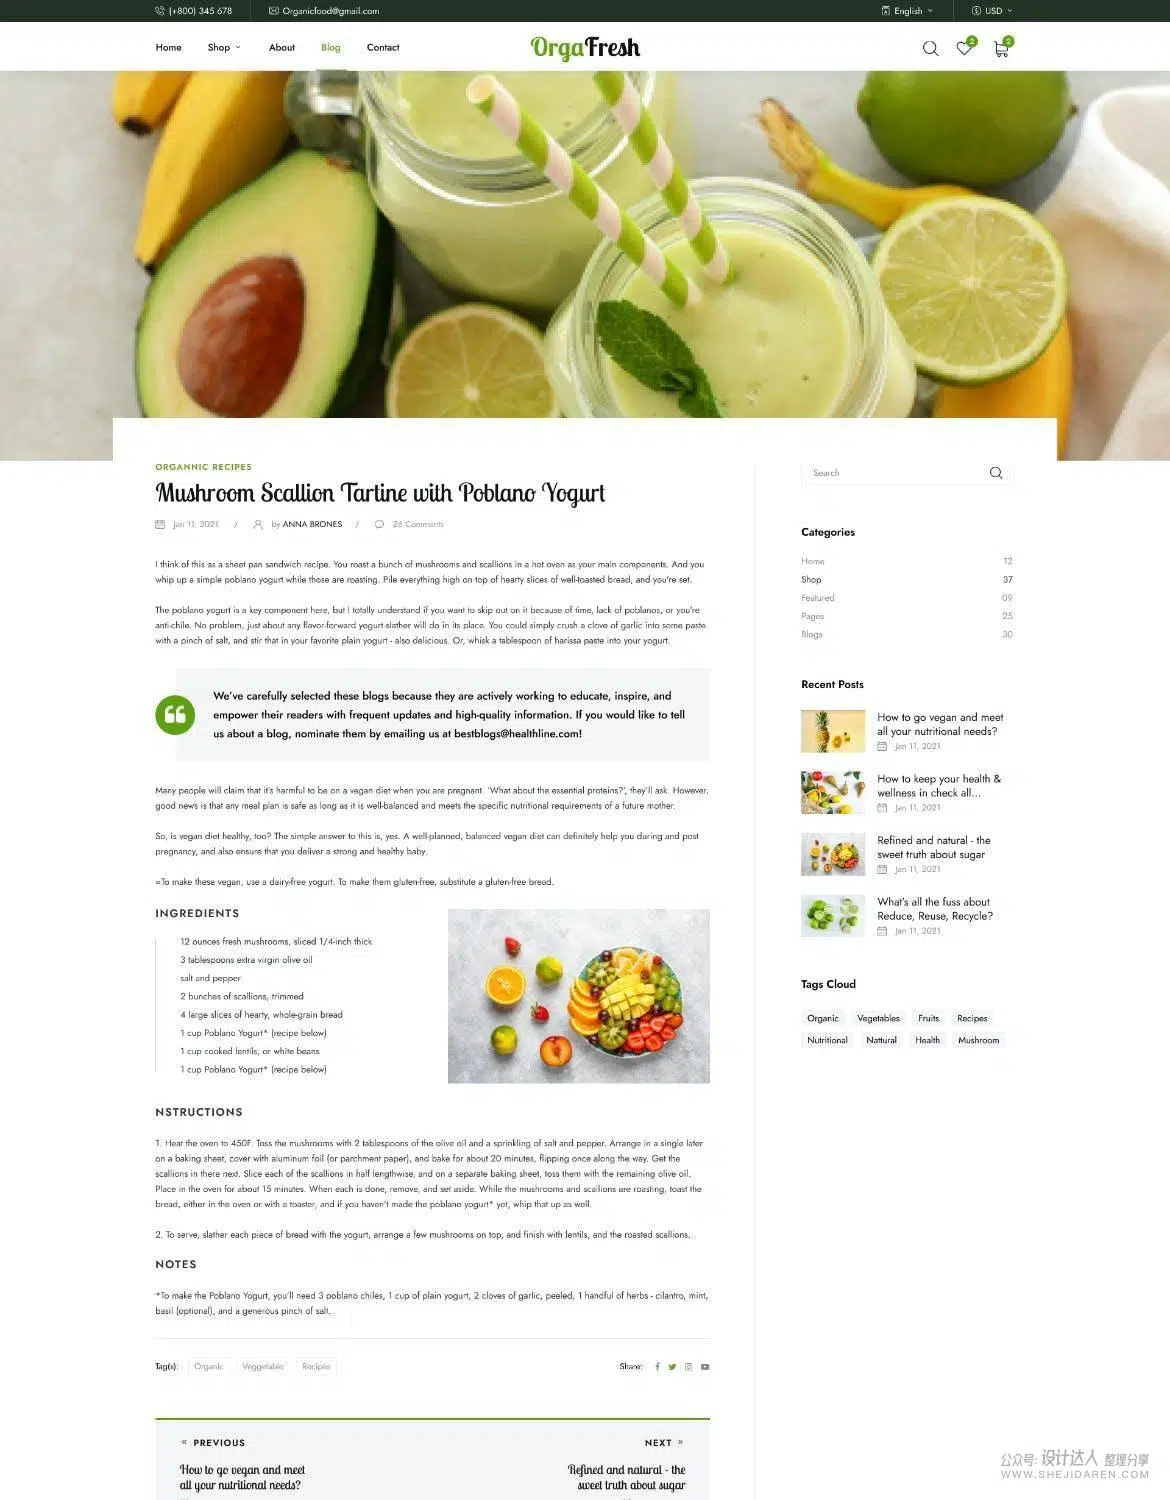 (+800) 345 678
Organicfood@gmail.com
English
USD
Home
Shop
About
Blog
Contact
OrgaFresh
2
2
ORGANNIC RECIPES
Mushroom Scallion Tartine with Poblano Yogurt
Jan 11, 2021 / by ANNA BRONES / 26 Comments
I think of this as a sheet pan sandwich recipe. You roast a bunch of mushrooms and scallions in a hot oven as your main components. And you
whip up a simple poblano yogurt while those are roasting. Pile everything high on top of hearty slices of well-toasted bread, and you're set.
The poblano yogurt is a key component here, but I totally understand if you want to skip out on it because of time, lack of poblanos, or you're
anti-chile. No problem, just about any flavor-forward yogurt slather will do in its place. You could simply crush a clove of garlic into some paste
with a pinch of salt, and stir that in your favorite plain yogurt - also delicious. Or, whisk a tablespoon of harissa paste into your yogurt.
We've carefully selected these blogs because they are actively working to educate, inspire, and
empower their readers with frequent updates and high-quality information. If you would like to tell
us about a blog, nominate them by emailing us at bestblogs@healthline.com!
Many people will claim that it's harmful to be on a vegan diet when you are pregnant. 'What about the essential proteins?', they'll ask. However,
good news is that any meal plan is safe as long as it is well-balanced and meets the specific nutritional requirements of a future mother.
So, is vegan diet healthy, too? The simple answer to this is, yes. A well-planned, balanced vegan diet can definitely help you during and post
pregnancy, and also ensure that you deliver a strong and healthy baby.
=To make these vegan, use a dairy-free yogurt. To make them gluten-free, substitute a gluten-free bread.
INGREDIENTS
12 ounces fresh mushrooms, sliced 1/4-inch thick
3 tablespoons extra virgin olive oil
salt and pepper
2 bunches of scallions, trimmed
4 large slices of hearty, whole-grain bread
1 cup Poblano Yogurt* (recipe below)
1 cup cooked lentils, or white beans
1 cup Poblano Yogurt* (recipe below)
NSTRUCTIONS
1. Heat the oven to 450F. Toss the mushrooms with 2 tablespoons of the olive oil and a sprinkling of salt and pepper. Arrange in a single later
on a baking sheet, cover with aluminum foil (or parchment paper), and bake for about 20 minutes, flipping once along the way. Get the
scallions in there next. Slice each of the scallions in half lengthwise, and on a separate baking sheet, toss them with the remaining olive oil.
Place in the oven for about 15 minutes. When each is done, remove, and set aside. While the mushrooms and scallions are roasting, toast the
bread, either in the oven or with a toaster, and if you haven't made the poblano yogurt* yet, whip that up as well.
2. To serve, slather each piece of bread with the yogurt, arrange a few mushrooms on top, and finish with lentils, and the roasted scallions.
NOTES
*To make the Poblano Yogurt, you'll need 3 poblano chiles, 1 cup of plain yogurt, 2 cloves of garlic, peeled, 1 handful of herbs - cilantro, mint,
basil (optional), and a generous pinch of salt.
Tag(s): Organic Veggetable Recipes
Share:
« PREVIOUS
How to go vegan and meet
all your nutritional needs?
NEXT »
Refined and natural - the
sweet truth about sugar
Search
Categories
Home 12
Shop 37
Featured 09
Pages 25
Blogs 30
Recent Posts
How to go vegan and meet
all your nutritional needs?
Jan 11, 2021
How to keep your health &
wellness in check all...
Jan 11, 2021
Refined and natural - the
sweet truth about sugar
Jan 11, 2021
What's all the fuss about
Reduce, Reuse, Recycle?
Jan 11, 2021
Tags Cloud
Organic Vegetables Fruits Recipes
Nutritional Nattural Health Mushroom
公众号: 设计达人 整理分享
WWW.SHEJIDAREN.COM